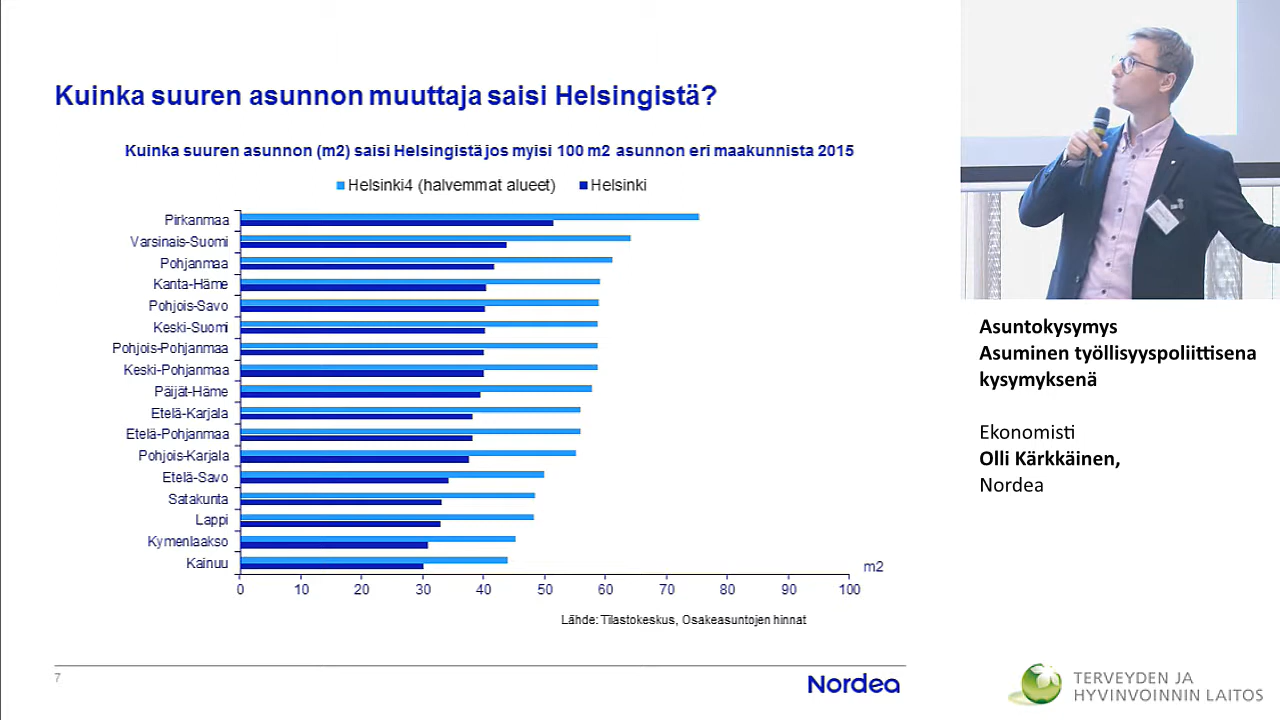 Kuinka suuren asunnon muuttaja saisi Helsingistä?
Kuinka suuren asunnon (m2) saisi Helsingistä jos myisi 100 m2 asunnon eri maakunnista 2015
Helsinki4 (halvemmat alueet)
Helsinki
Pirkanmaa
Varsinais-Suomi
Pohjanmaa
Kanta-Häme
Pohjois-Savo
Keski-Suomi
Pohjois-Pohjanmaa
Keski-Pohjanmaa
Päijät-Häme
Etelä-Karjala
Etelä-Pohjanmaa
Pohjois-Karjala
Etelä-Savo
Satakunta
Lappi
Kymenlaakso
Kainuu
m2
0 10 20 30 40 50 60 70 80 90 100
Lähde: Tilastokeskus, Osakeasuntojen hinnat
7
Nordea
Asuntokysymys
Asuminen työllisyyspoliittisena
kysymyksenä
Ekonomisti
Olli Kärkkäinen,
Nordea
TERVEYDEN JA
HYVINVOINNIN LAITOS